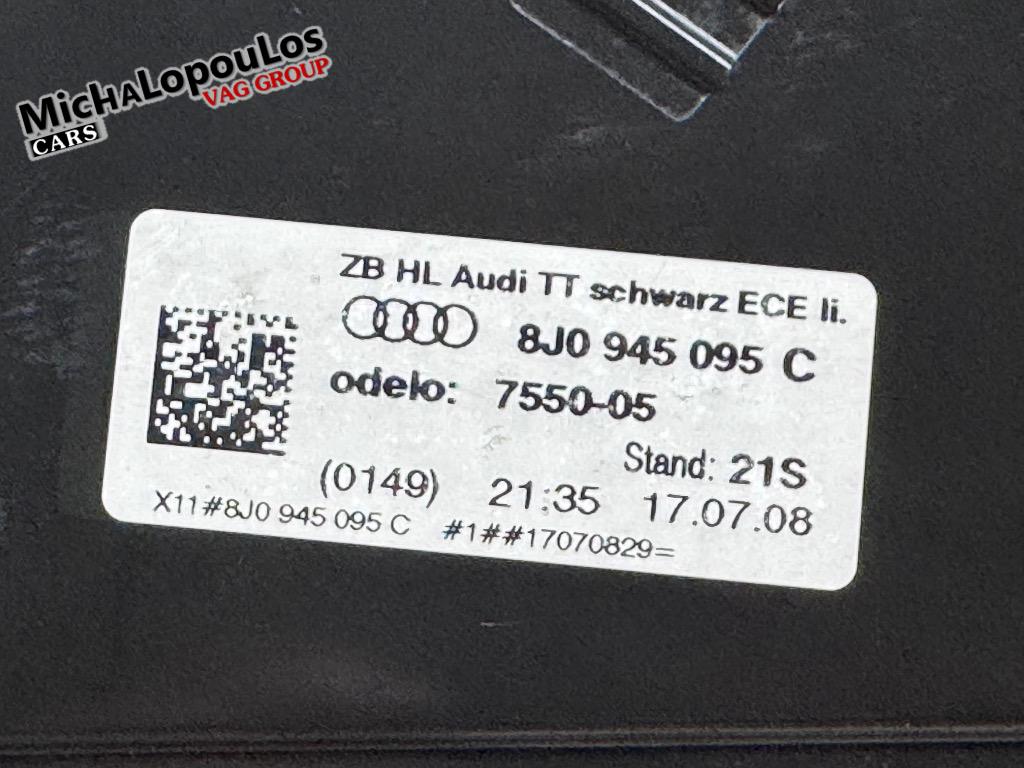 MichaLopouLos
VAG GROUP
CARS
ZB HL Audi TT schwarz ECE li.
8J0 945 095 C
odelo: 7550-05
Stand: 21S
(0149) 21:35 17.07.08
X11#8J0 945 095 C #1##17070829=